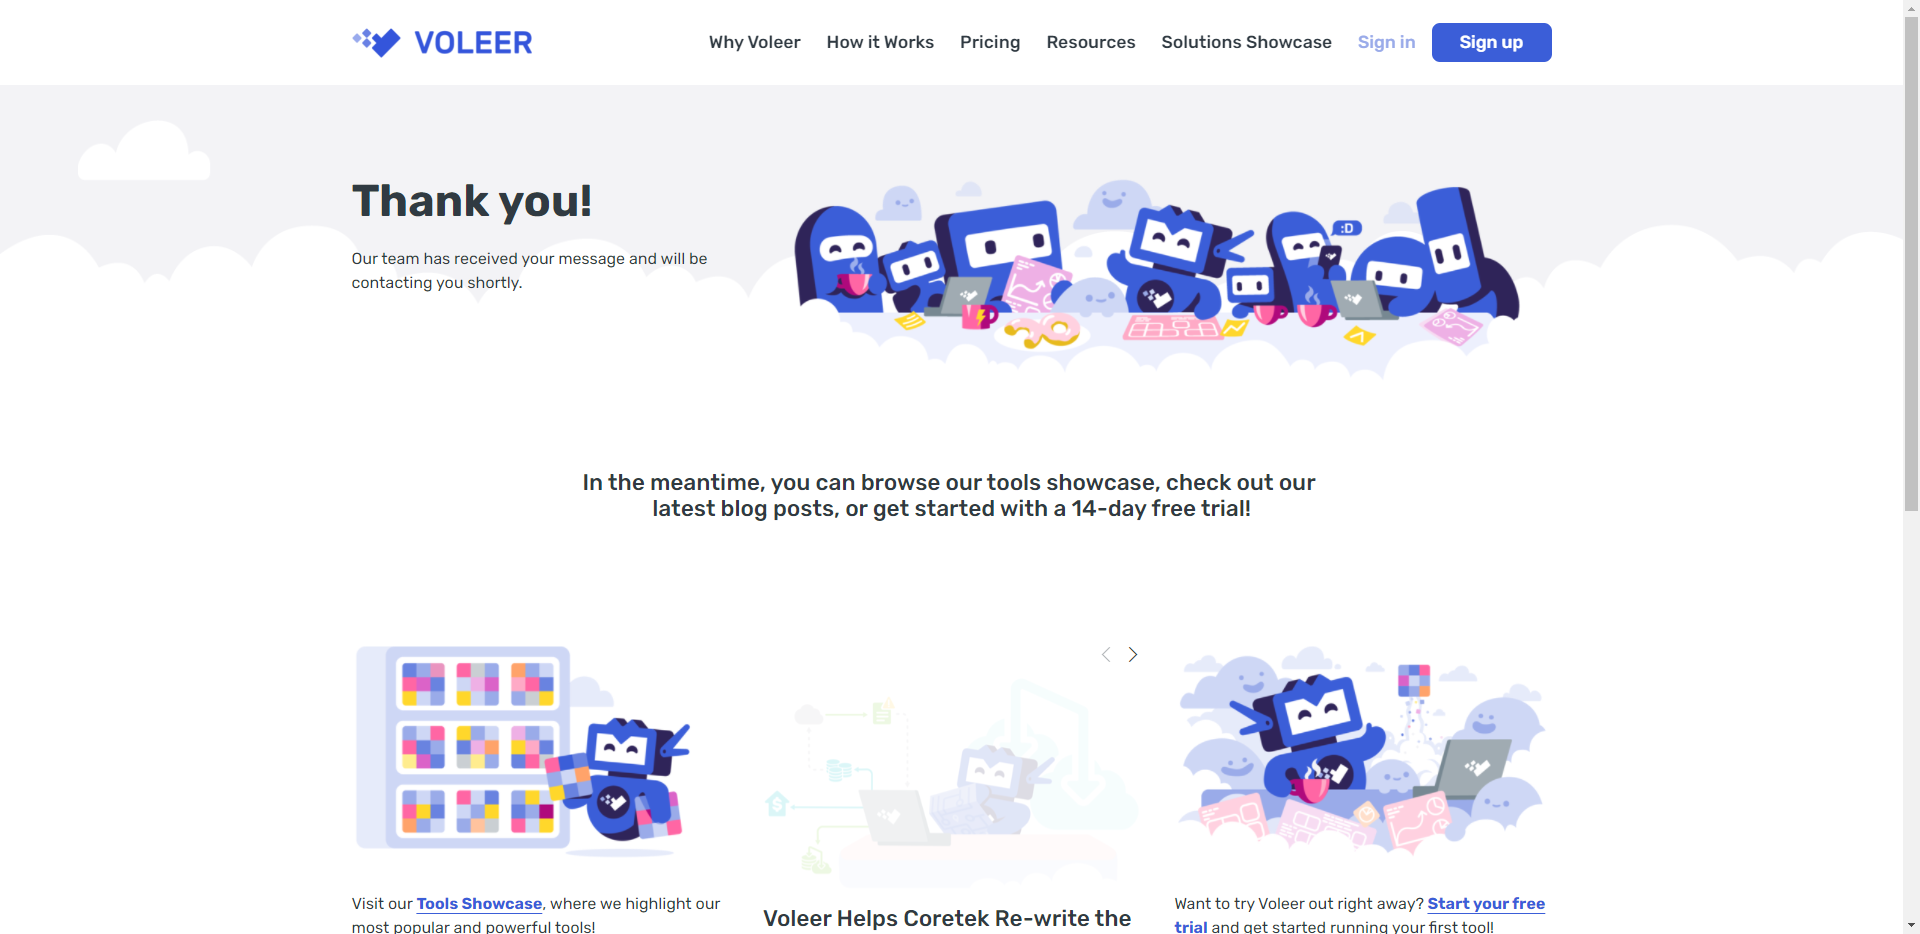 VOLEER
Why Voleer
How it Works
Pricing
Resources
Solutions Showcase
Sign in
Sign up
Thank you!
Our team has received your message and will be
contacting you shortly.
:D
In the meantime, you can browse our tools showcase, check out our
latest blog posts, or get started with a 14-day free trial!
Visit our Tools Showcase, where we highlight our
most popular and powerful tools!
Voleer Helps Coretek Re-write the
Want to try Voleer out right away? Start your free
trial and get started running your first tool!